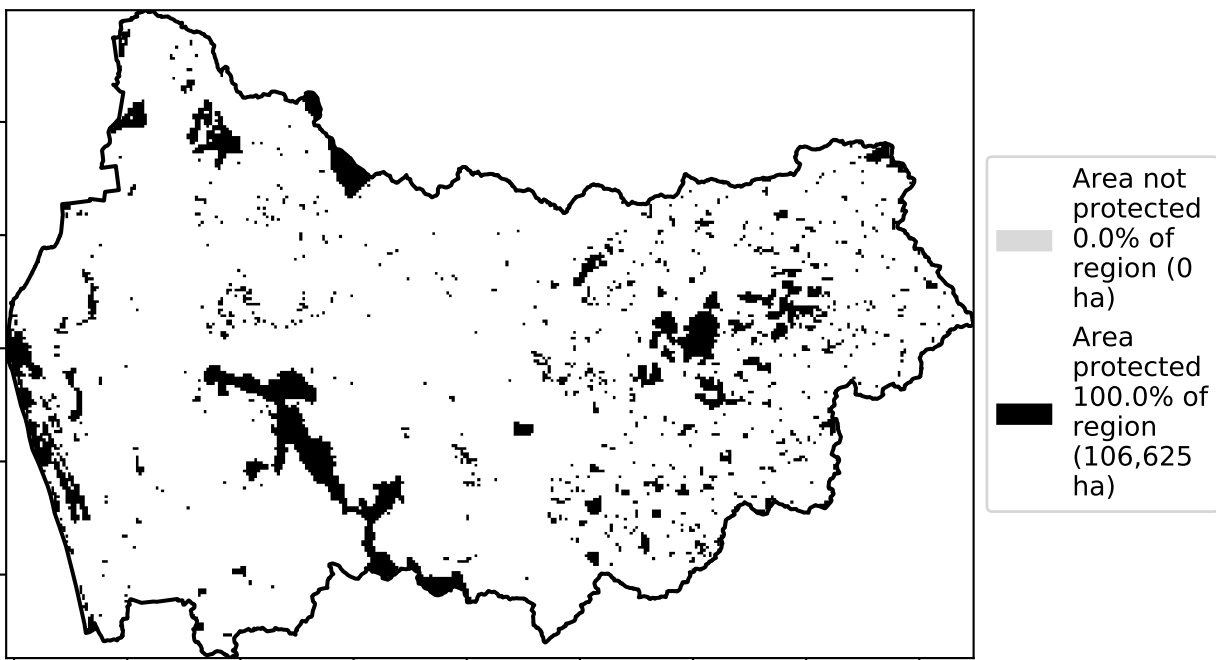 Area not
protected
0.0% of
region (0
ha)
Area
protected
100.0% of
region
(106,625
ha)